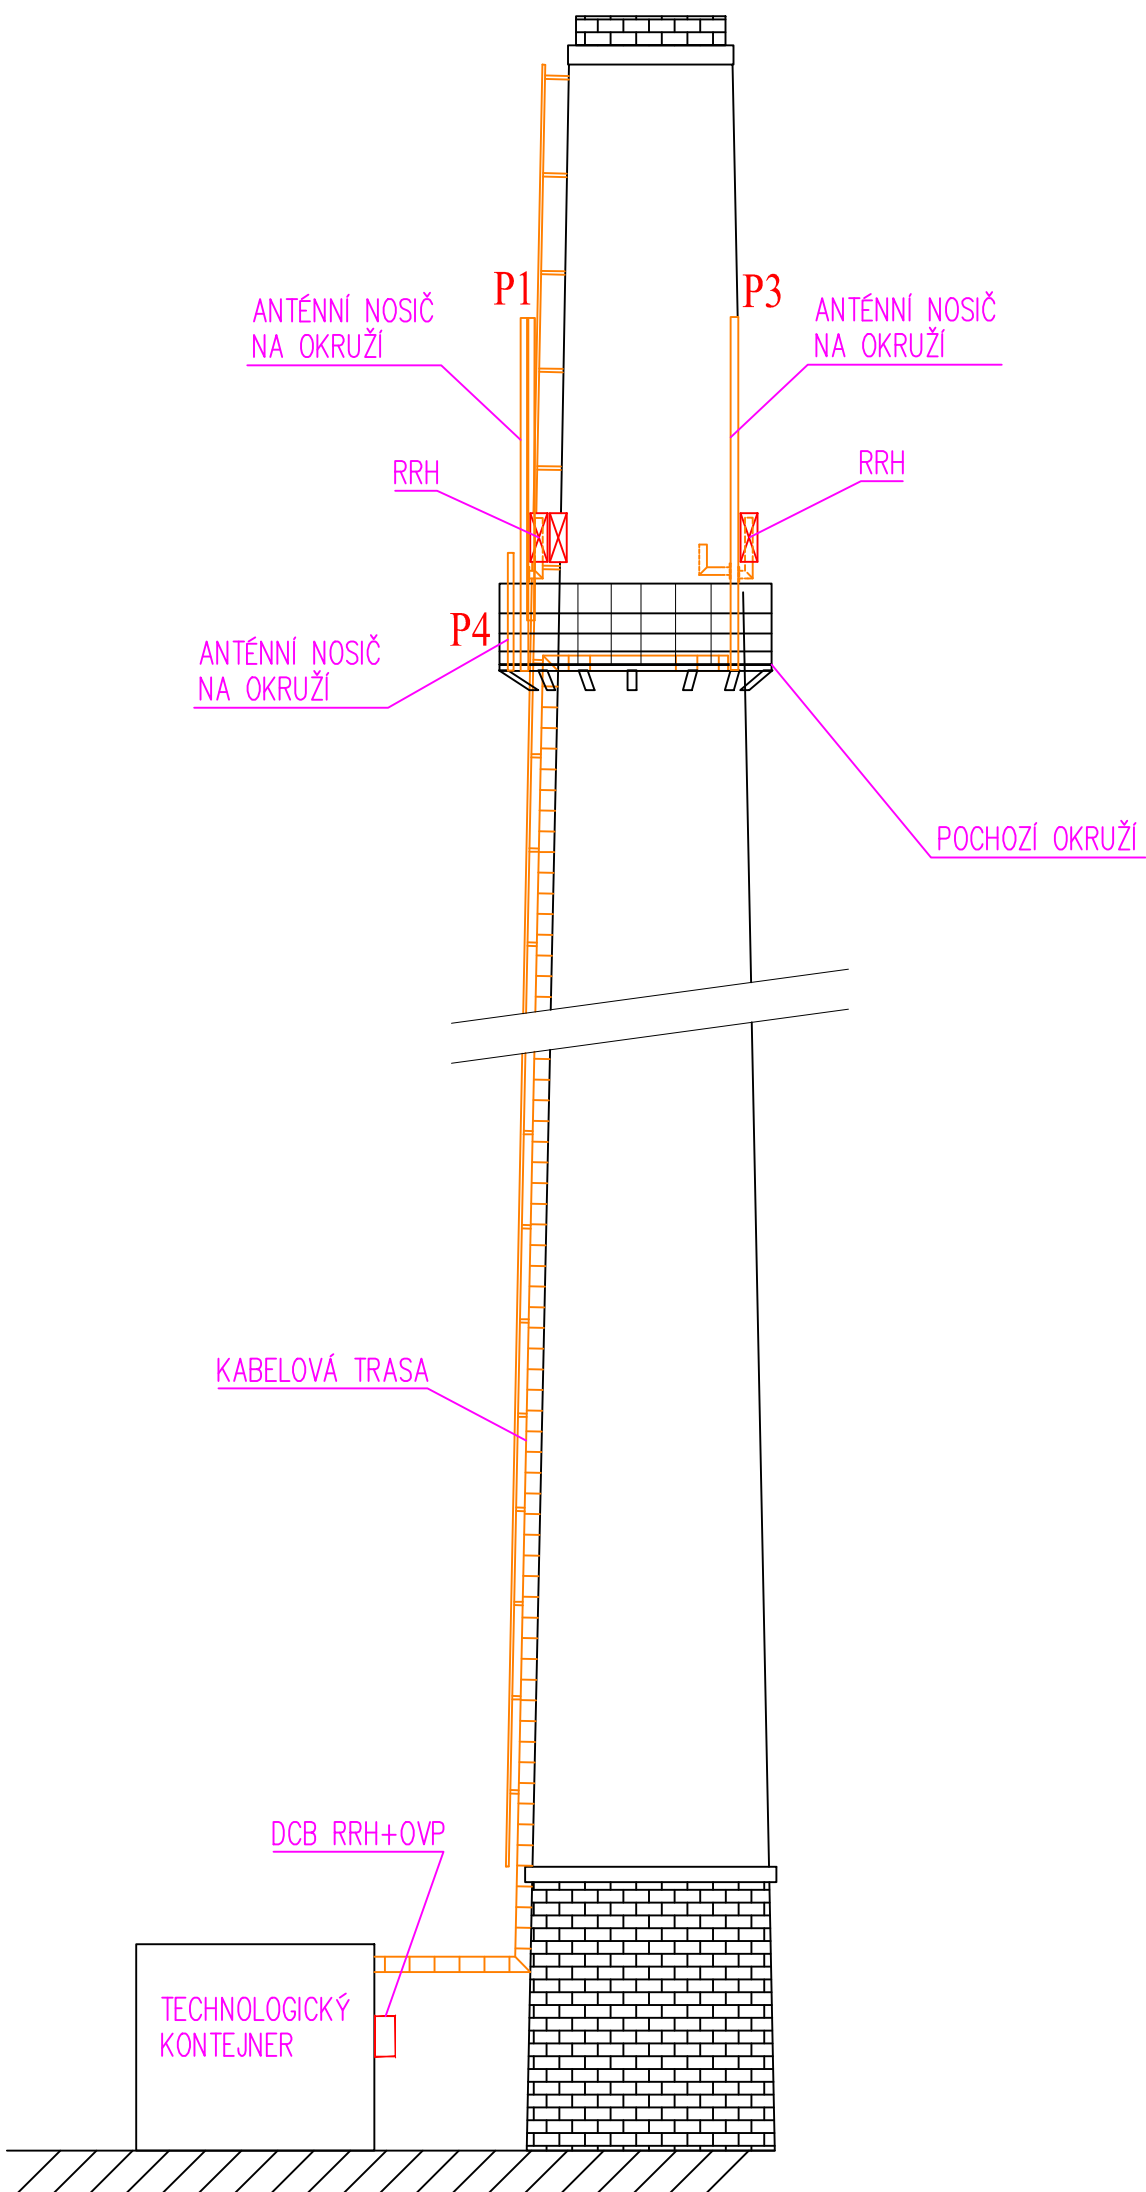 P1
P3
ANTÉNNÍ NOSIČ
NA OKRUŽÍ
ANTÉNNÍ NOSIČ
NA OKRUŽÍ
RRH
RRH
P4
ANTÉNNÍ NOSIČ
NA OKRUŽÍ
POCHOZÍ OKRUŽÍ
KABELOVÁ TRASA
DCB RRH+OVP
TECHNOLOGICKÝ
KONTEJNER